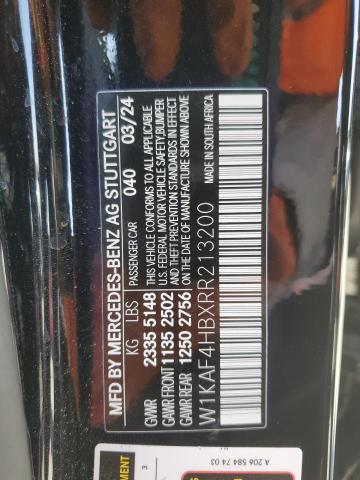 MFD BY MERCEDES-BENZ AG STUTTGART
PASSENGER CAR 040 03/24
KG LBS
GVWR 2335 5148
GAWR FRONT 1135 2502
GAWR REAR 1250 2756
THIS VEHICLE CONFORMS TO ALL APPLICABLE
U.S. FEDERAL MOTOR VEHICLE SAFETY, BUMPER
AND THEFT PREVENTION STANDARDS IN EFFECT
ON THE DATE OF MANUFACTURE SHOWN ABOVE
W1KAF4HBXRR213200
MADE IN SOUTH AFRICA
A 206 584 74 03
3